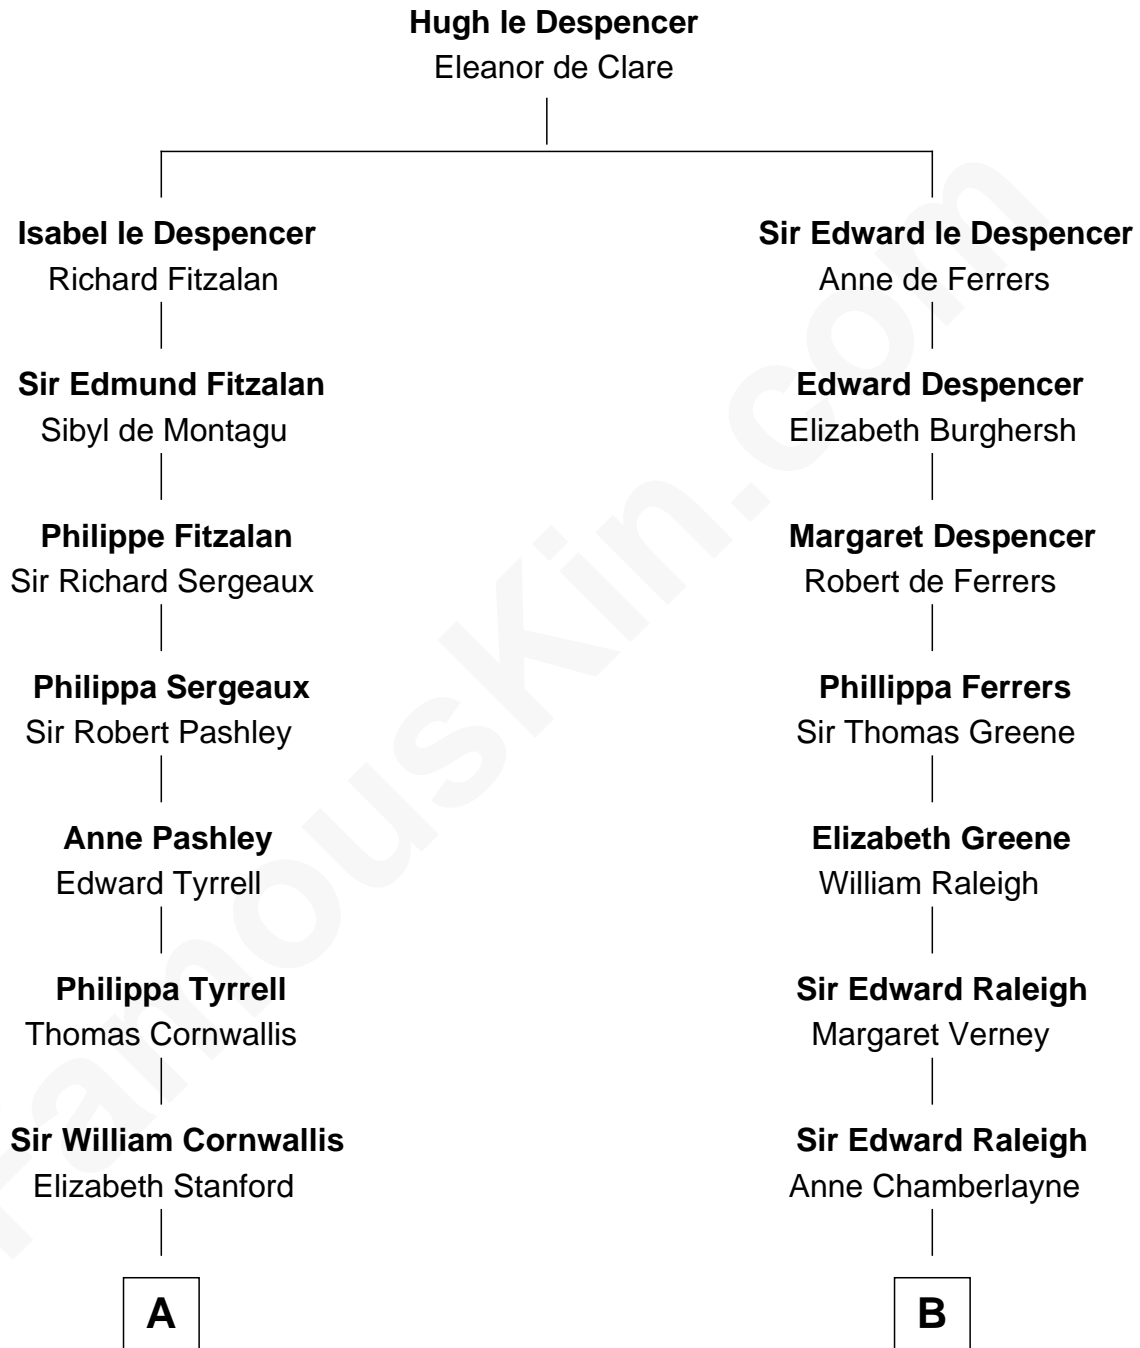 Hugh le Despencer
Eleanor de Clare
Isabel le Despencer
Richard Fitzalan
Sir Edmund Fitzalan
Sibyl de Montagu
Philippe Fitzalan
Sir Richard Sergeaux
Philippa Sergeaux
Sir Robert Pashley
Anne Pashley
Edward Tyrrell
Philippa Tyrrell
Thomas Cornwallis
Sir William Cornwallis
Elizabeth Stanford
A
Sir Edward le Despencer
Anne de Ferrers
Edward Despencer
Elizabeth Burghersh
Margaret Despencer
Robert de Ferrers
Phillippa Ferrers
Sir Thomas Greene
Elizabeth Greene
William Raleigh
Sir Edward Raleigh
Margaret Verney
Sir Edward Raleigh
Anne Chamberlayne
B
FamousKin.com